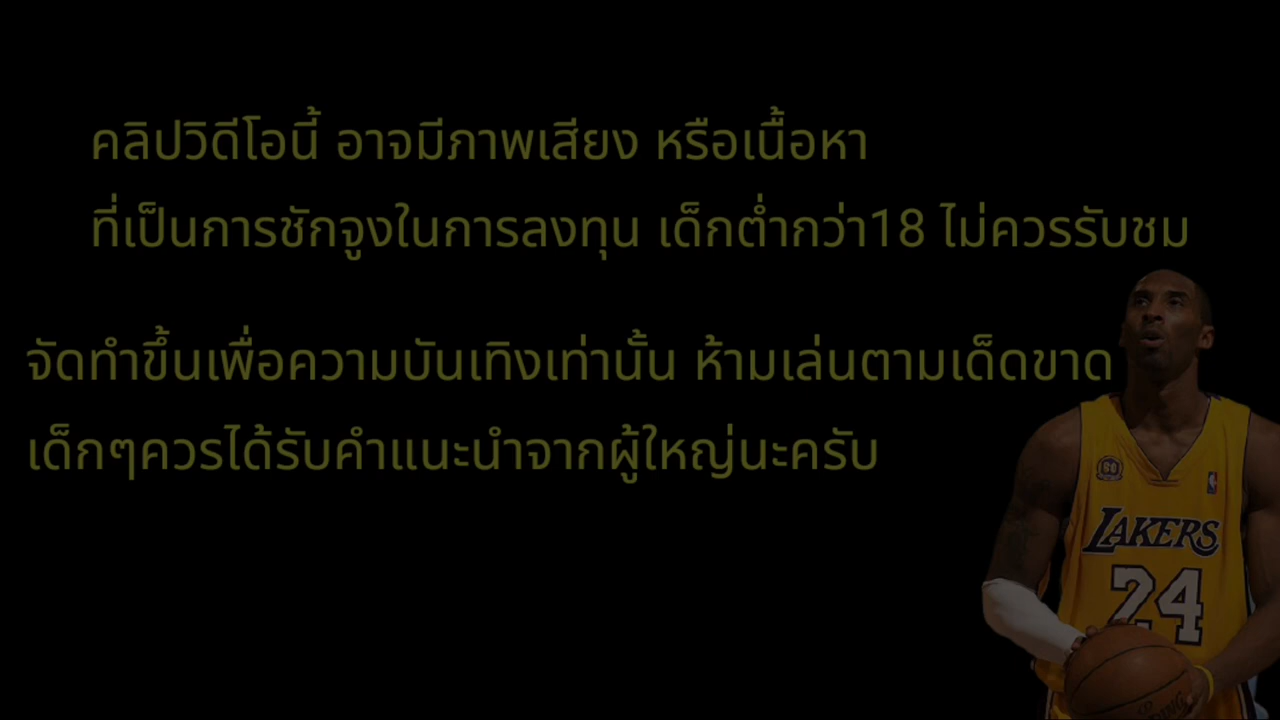 คลิปวิดีโอนี้ อาจมีภาพเสียง หรือเนื้อหา
ที่เป็นการชักจูงในการลงทุน เด็กต่ำกว่า18 ไม่ควรรับชม
จัดทำขึ้นเพื่อความบันเทิงเท่านั้น ห้ามเล่นตามเด็ดขาด
เด็กๆควรได้รับคำแนะนำจากผู้ใหญ่นะครับ
60
LAKERS
24